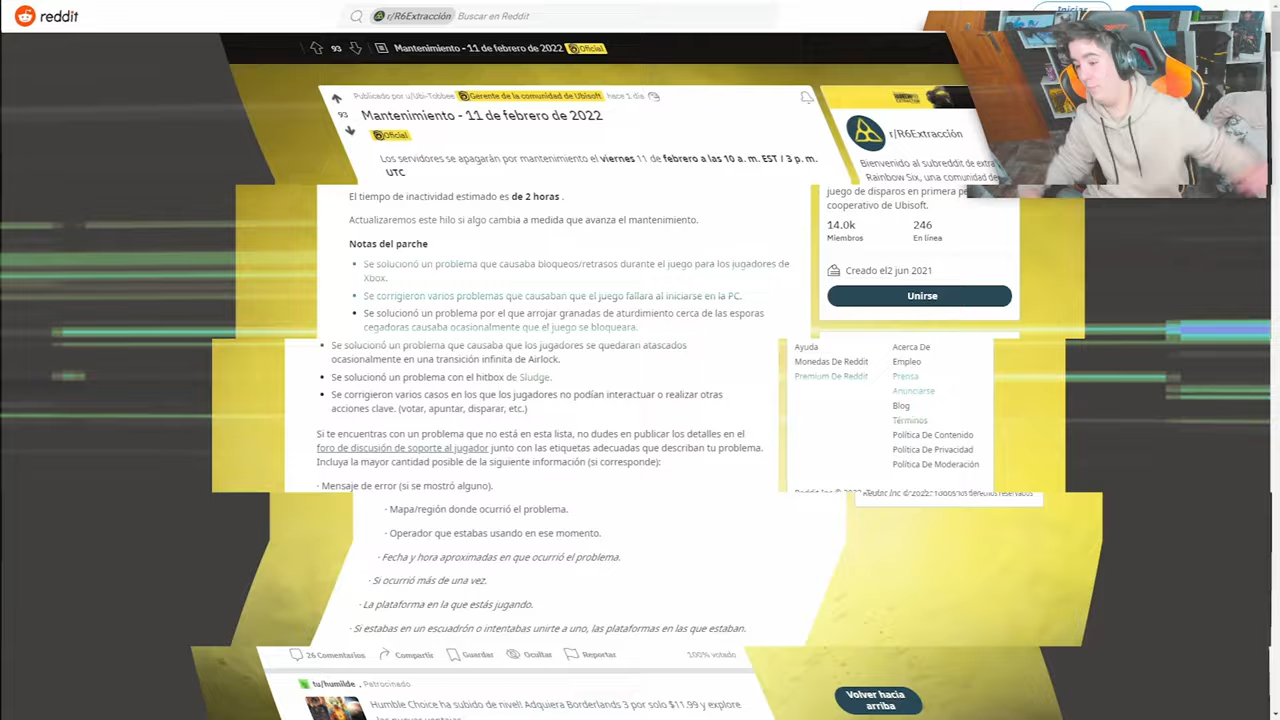 reddit
r/R6Extracción Buscar en Reddit
Iniciar
93 Mantenimiento - 11 de febrero de 2022 Oficial
Publicado por u/Ubi-Tobbee Gerente de la comunidad de Ubisoft hace 1 día
93
Mantenimiento - 11 de febrero de 2022
Oficial
Los servidores se apagarán por mantenimiento el viernes 11 de febrero a las 10 a. m. EST / 3 p. m.
UTC
El tiempo de inactividad estimado es de 2 horas .
Actualizaremos este hilo si algo cambia a medida que avanza el mantenimiento.
Notas del parche
• Se solucionó un problema que causaba bloqueos/retrasos durante el juego para los jugadores de
Xbox.
• Se corrigieron varios problemas que causaban que el juego fallara al iniciarse en la PC.
• Se solucionó un problema por el que arrojar granadas de aturdimiento cerca de las esporas
cegadoras causaba ocasionalmente que el juego se bloqueara.
• Se solucionó un problema que causaba que los jugadores se quedaran atascados
ocasionalmente en una transición infinita de Airlock.
• Se solucionó un problema con el hitbox de Sludge.
• Se corrigieron varios casos en los que los jugadores no podían interactuar o realizar otras
acciones clave. (votar, apuntar, disparar, etc.)
Si te encuentras con un problema que no está en esta lista, no dudes en publicar los detalles en el
foro de discusión de soporte al jugador junto con las etiquetas adecuadas que describan tu problema.
Incluya la mayor cantidad posible de la siguiente información (si corresponde):
· Mensaje de error (si se mostró alguno).
· Mapa/región donde ocurrió el problema.
· Operador que estabas usando en ese momento.
· Fecha y hora aproximadas en que ocurrió el problema.
· Si ocurrió más de una vez.
· La plataforma en la que estás jugando.
· Si estabas en un escuadrón o intentabas unirte a uno, las plataformas en las que estaban.
26 Comentarios Compartir Guardar Ocultar Reportar 100% votado
tu/humilde . Patrocinado
Humble Choice ha subido de nivel! Adquiera Borderlands 3 por solo $11.99 y explore
r/R6Extracción
Bienvenido al subreddit de extra
Rainbow Six, una comunidad de
juego de disparos en primera pe
cooperativo de Ubisoft.
14.0k 246
Miembros En línea
Creado el2 jun 2021
Unirse
Ayuda Acerca De
Monedas De Reddit Empleo
Premium De Reddit Prensa
Anunciarse
Blog
Términos
Política De Contenido
Política De Privacidad
Política De Moderación
Reddit Inc © 2022. Todos los derechos reservados
Volver hacia
arriba